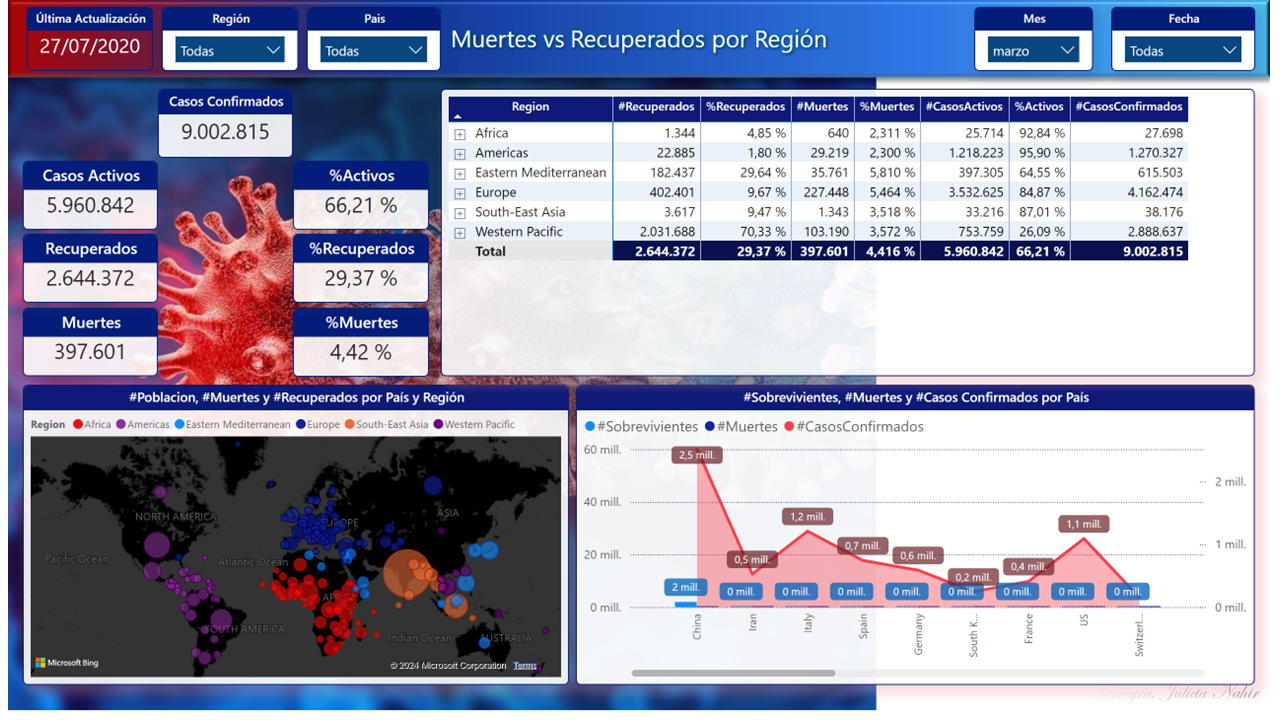 Última Actualización
27/07/2020
Región
Todas
Pais
Todas
Muertes vs Recuperados por Región
Mes
marzo
Fecha
Todas
Casos Confirmados
9.002.815
Casos Activos
5.960.842
%Activos
66,21 %
Recuperados
2.644.372
%Recuperados
29,37 %
Muertes
397.601
%Muertes
4,42 %
Region #Recuperados %Recuperados #Muertes %Muertes #CasosActivos %Activos #CasosConfirmados
Africa 1.344 4,85 % 640 2,311 % 25.714 92,84 % 27.698
Americas 22.885 1,80 % 29.219 2,300 % 1.218.223 95,90 % 1.270.327
Eastern Mediterranean 182.437 29,64 % 35.761 5,810 % 397.305 64,55 % 615.503
Europe 402.401 9,67 % 227.448 5,464 % 3.532.625 84,87 % 4.162.474
South-East Asia 3.617 9,47 % 1.343 3,518 % 33.216 87,01 % 38.176
Western Pacific 2.031.688 70,33 % 103.190 3,572 % 753.759 26,09 % 2.888.637
Total 2.644.372 29,37 % 397.601 4,416 % 5.960.842 66,21 % 9.002.815
#Poblacion, #Muertes y #Recuperados por País y Región
Region Africa Americas Eastern Mediterranean Europe South-East Asia Western Pacific
NORTH AMERICA
EUROPE
ASIA
Pacific Ocean
Atlantic Ocean
AFRICA
SOUTH AMERICA
Indian Ocean
AUSTRALIA
Microsoft Bing
© 2024 Microsoft Corporation Terms
#Sobrevivientes, #Muertes y #Casos Confirmados por País
#Sobrevivientes #Muertes #CasosConfirmados
60 mill.
40 mill.
20 mill.
0 mill.
2 mill.
1 mill.
0 mill.
2,5 mill.
0,5 mill.
1,2 mill.
0,7 mill.
0,6 mill.
0,2 mill.
0,4 mill.
1,1 mill.
2 mill.
0 mill.
0 mill.
0 mill.
0 mill.
0 mill.
0 mill.
0 mill.
0 mill.
China
Iran
Italy
Spain
Germany
South K...
France
US
Switzerl...
Julieta Nahir